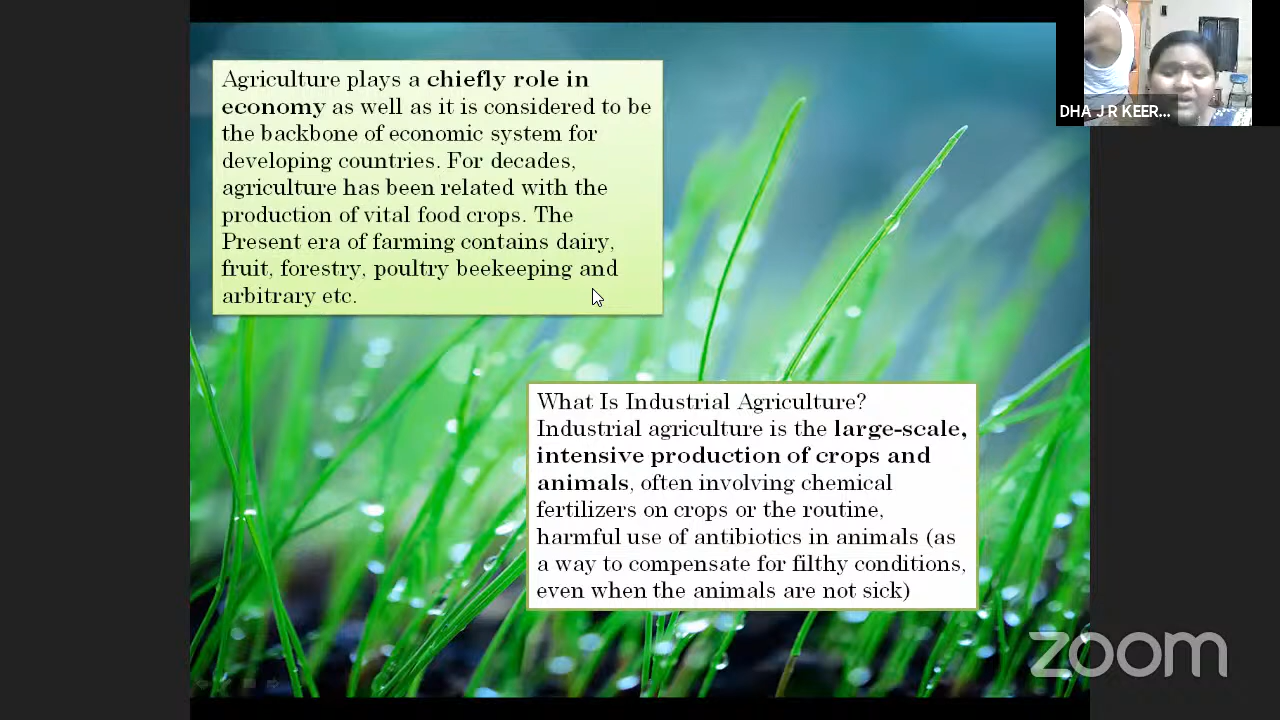 Agriculture plays a chiefly role in
economy as well as it is considered to be
the backbone of economic system for
developing countries. For decades,
agriculture has been related with the
production of vital food crops. The
Present era of farming contains dairy,
fruit, forestry, poultry beekeeping and
arbitrary etc.
What Is Industrial Agriculture?
Industrial agriculture is the large-scale,
intensive production of crops and
animals, often involving chemical
fertilizers on crops or the routine,
harmful use of antibiotics in animals (as
a way to compensate for filthy conditions,
even when the animals are not sick)
DHA J R KEER...
zoom